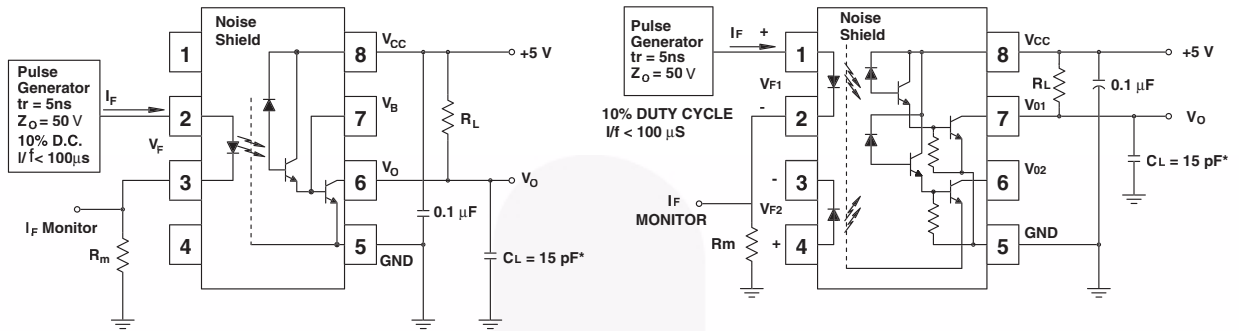 Pulse
Generator
tr = 5ns
ZO = 50 V
10% D.C.
I/ f < 100μs
IF
VF
IF Monitor
Rm
Noise
Shield
1
2
3
4
8
7
6
5
VCC
VB
VO
GND
+5 V
RL
VO
0.1 μF
CL = 15 pF*
Pulse
Generator
tr = 5ns
ZO = 50 V
IF +
VF1
-
10% DUTY CYCLE
I/f < 100 μS
-
VF2
+
IF
MONITOR
Rm
Noise
Shield
1
2
3
4
8
7
6
5
VCC
V01
V02
GND
+5 V
RL
0.1 μF
VO
CL = 15 pF*